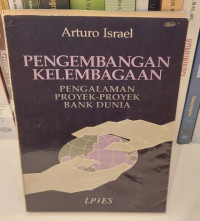 Arturo Israel
PENGEMBANGAN
KELEMBAGAAN
PENGALAMAN
PROYEK-PROYEK
BANK DUNIA
LP3ES